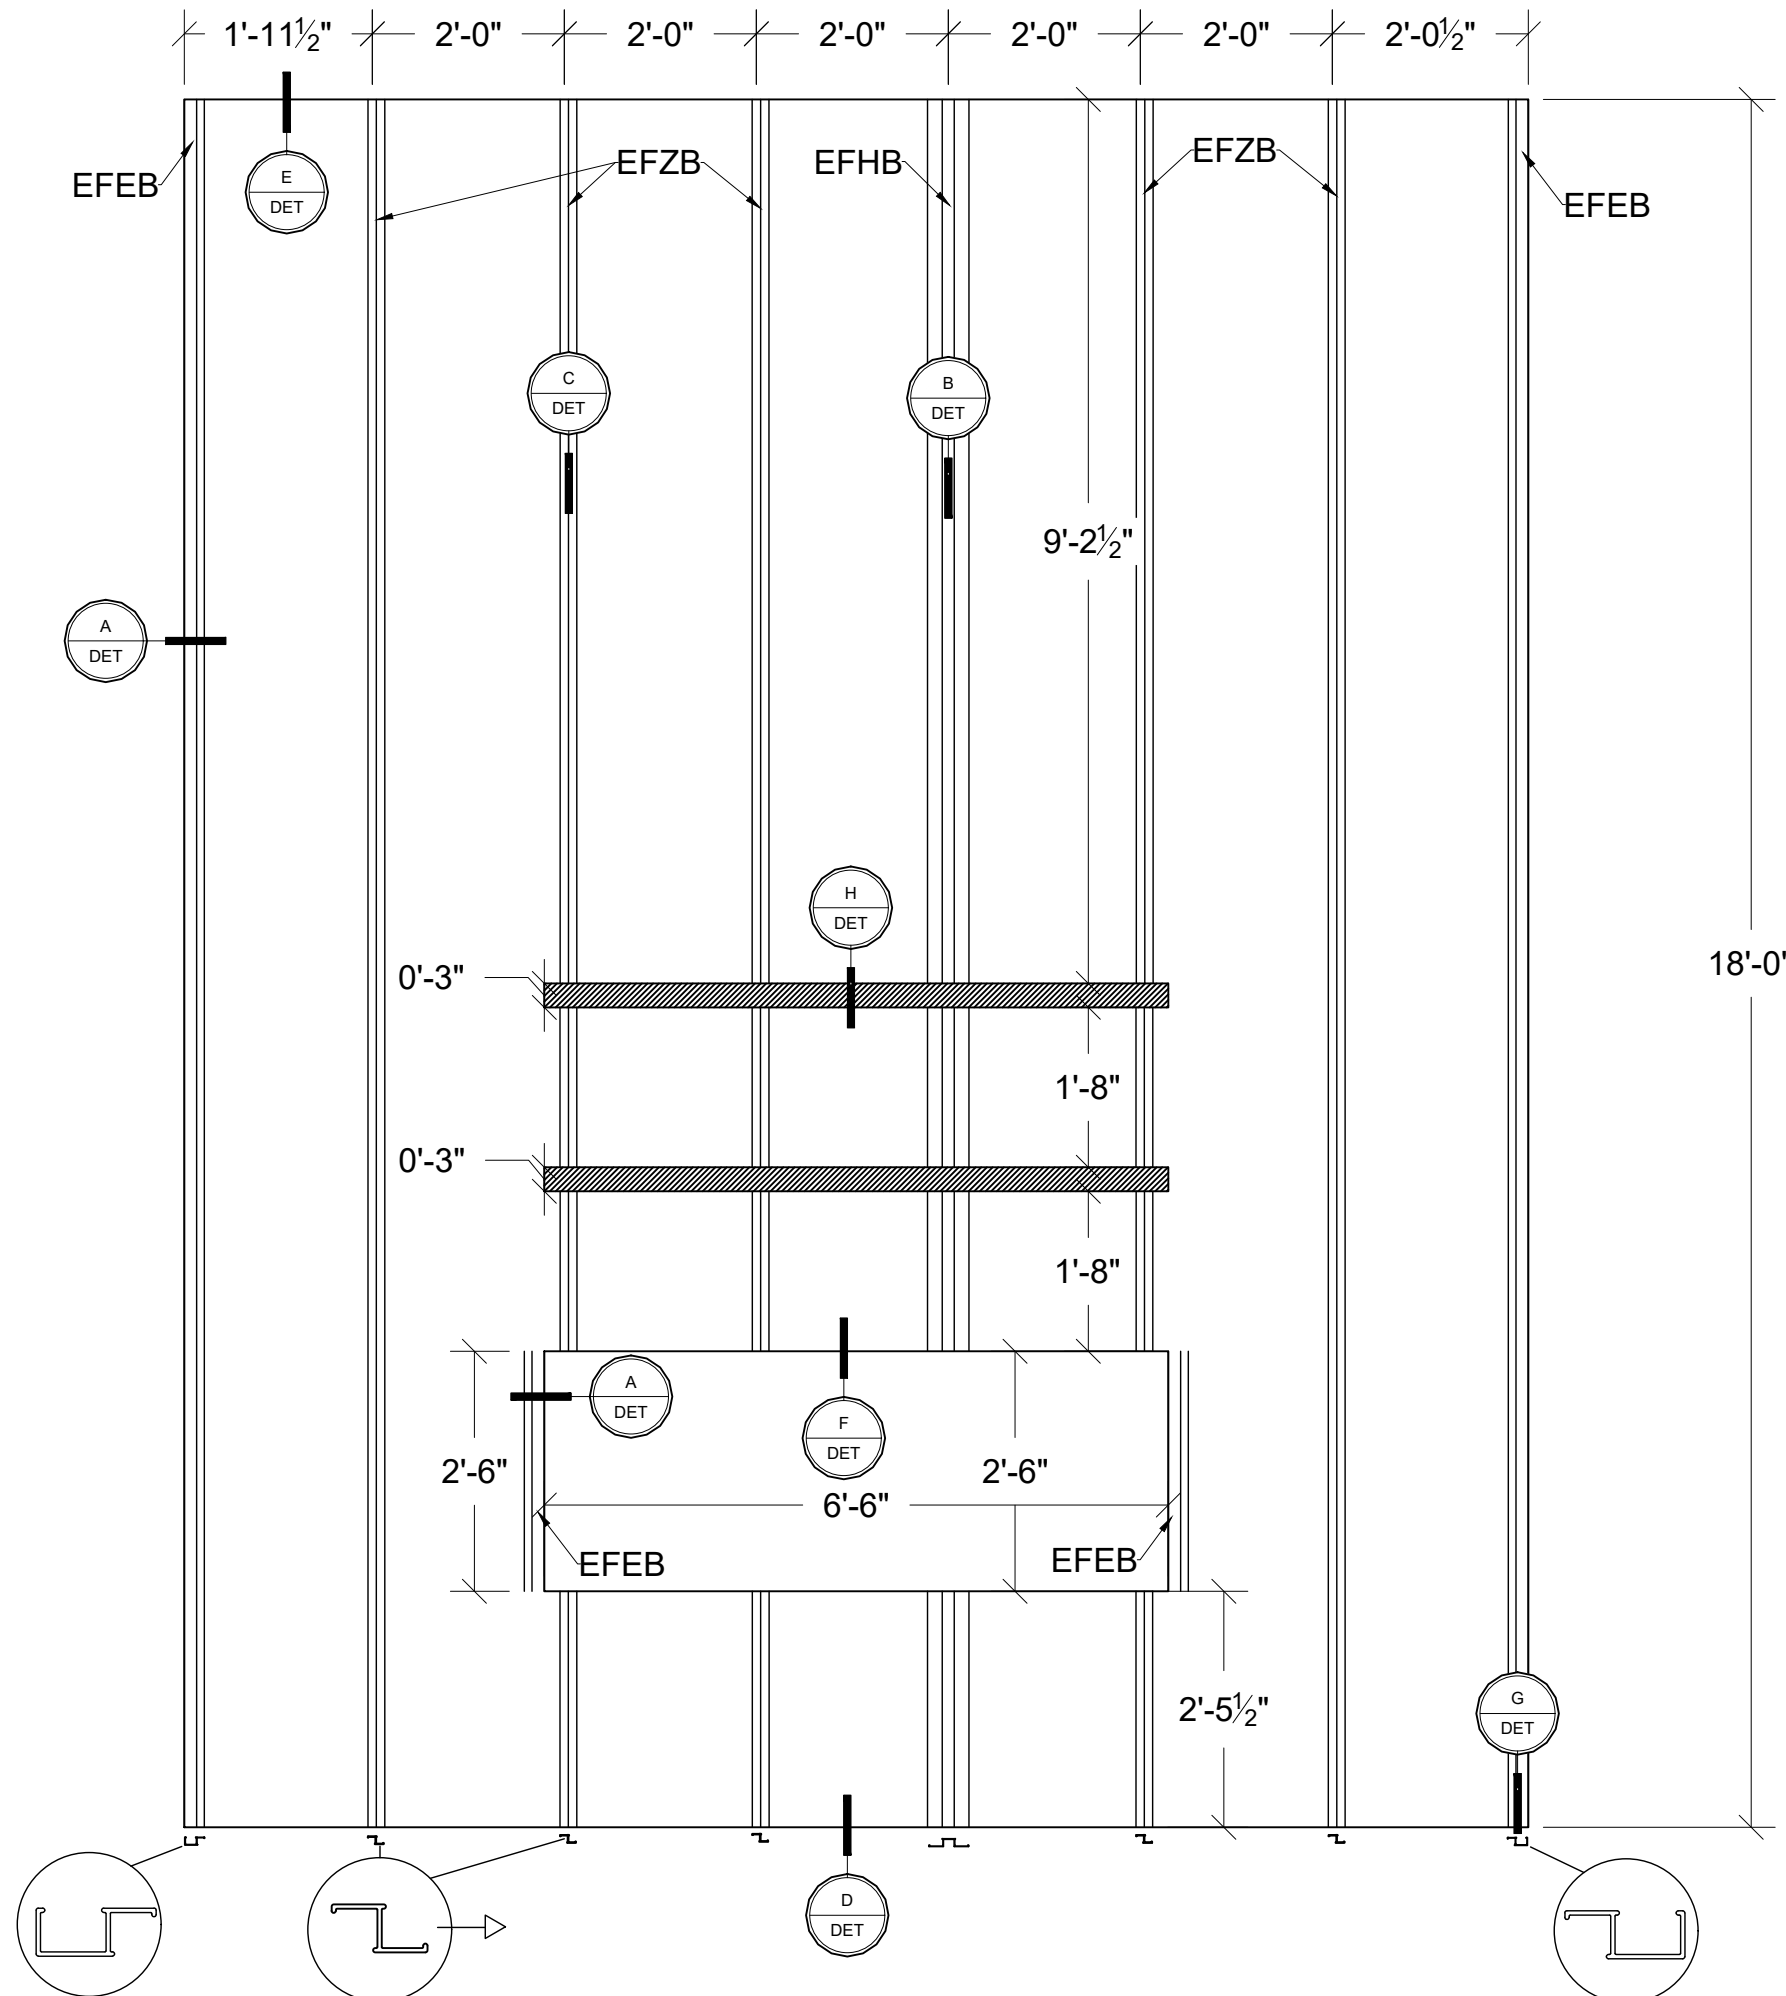 1'-11½" 2'-0" 2'-0" 2'-0" 2'-0" 2'-0" 2'-0½"
EFEB
E
DET
EFZB
EFHB
EFZB
EFEB
C
DET
B
DET
9'-2½"
A
DET
H
DET
0'-3"
18'-0'
1'-8"
0'-3"
1'-8"
A
DET
F
DET
2'-6"
2'-6"
6'-6"
EFEB
EFEB
2'-5½"
G
DET
D
DET